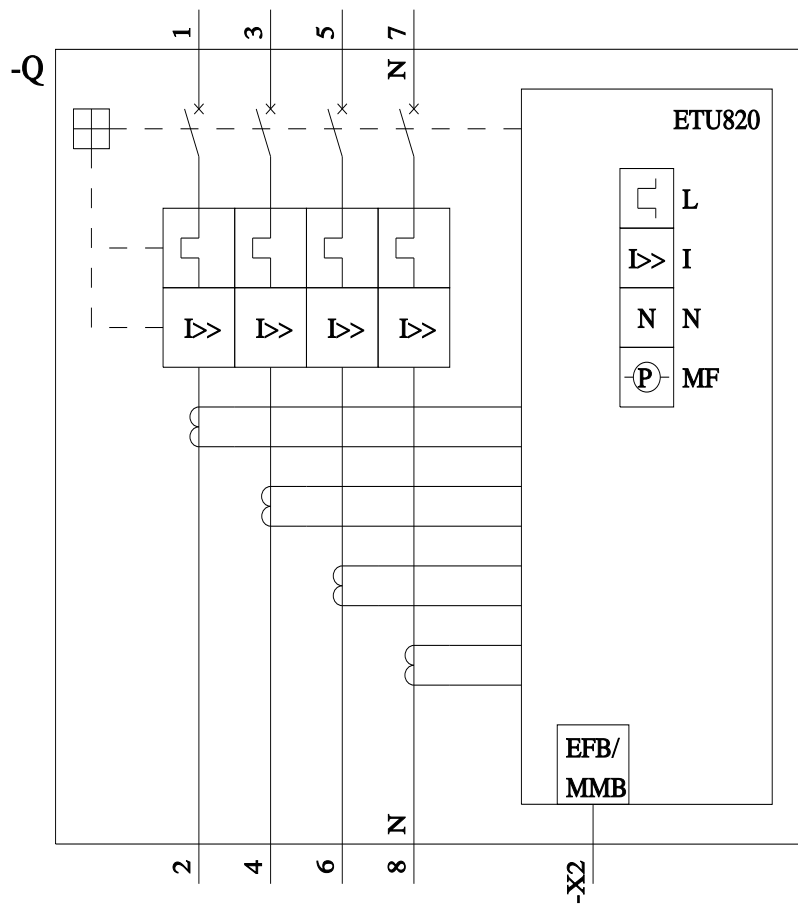 1 3 5 7
-Q
N
ETU820
L
I>> I
N N
P MF
I>> I>> I>> I>>
EFB/
MMB
N
2 4 6 8
-X2